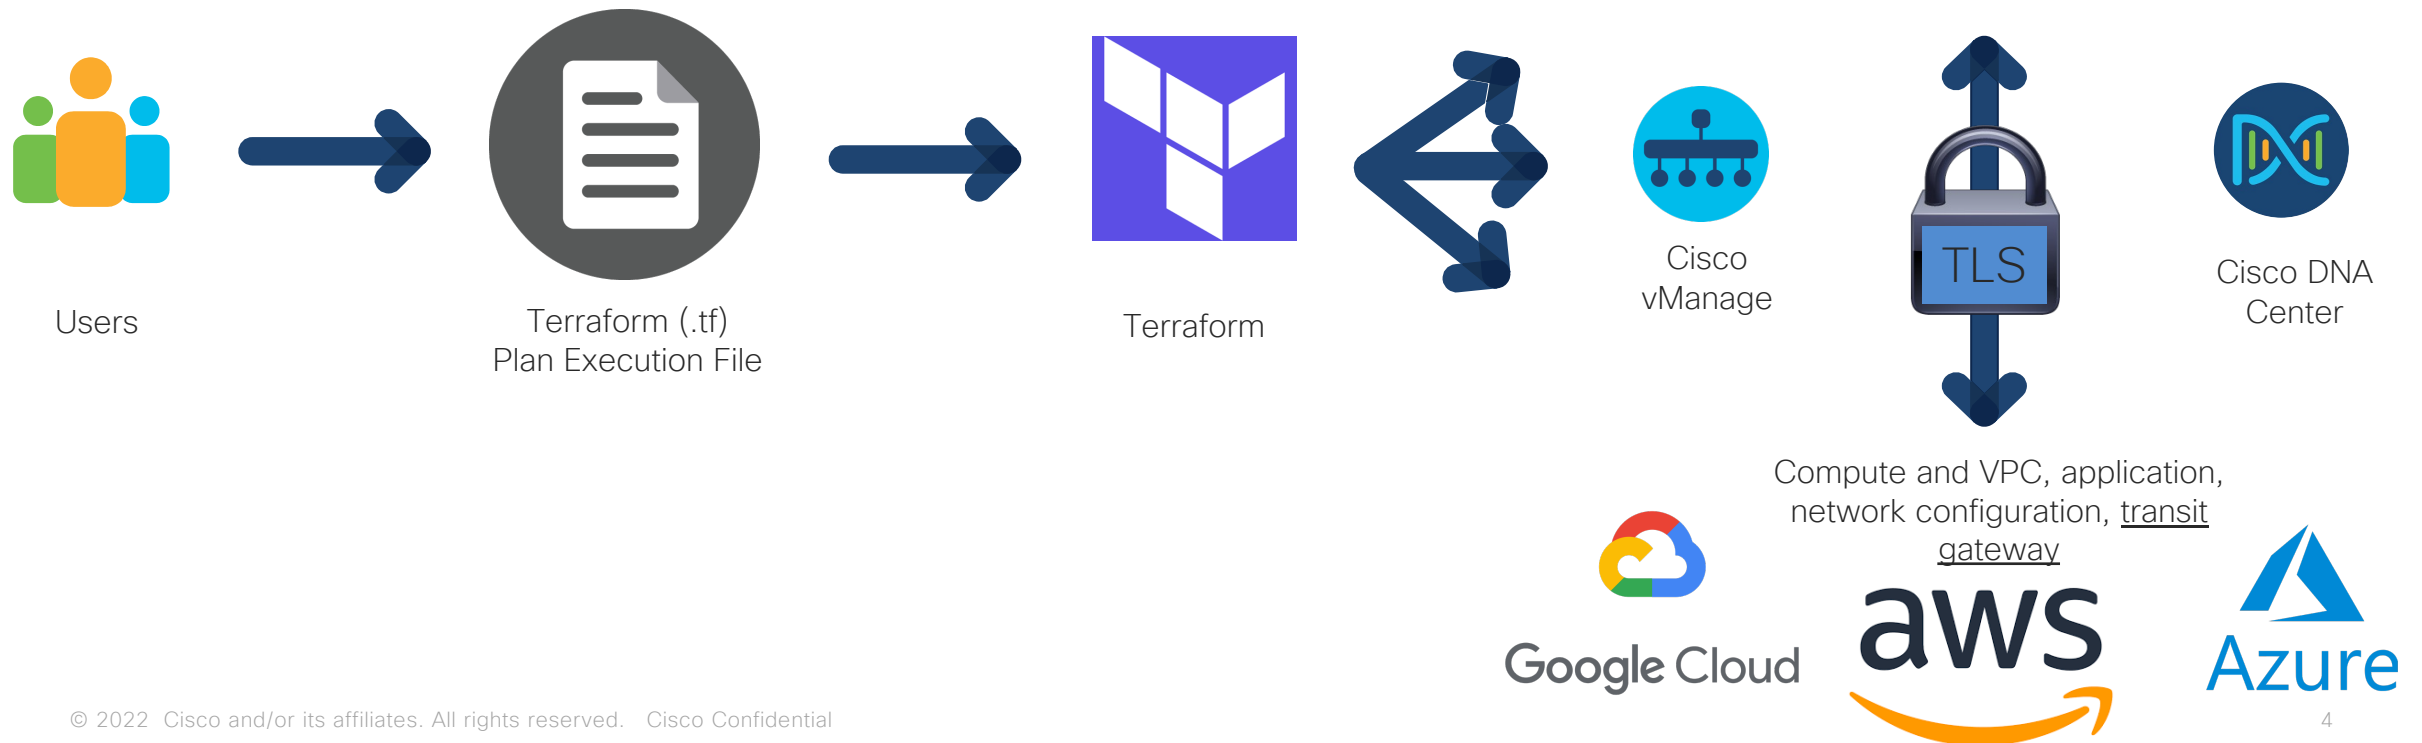 Users
Terraform (.tf)
Plan Execution File
Terraform
Cisco
vManage
TLS
Cisco DNA
Center
Compute and VPC, application,
network configuration, transit
gateway
Google Cloud
aws
Azure
© 2022 Cisco and/or its affiliates. All rights reserved. Cisco Confidential
4